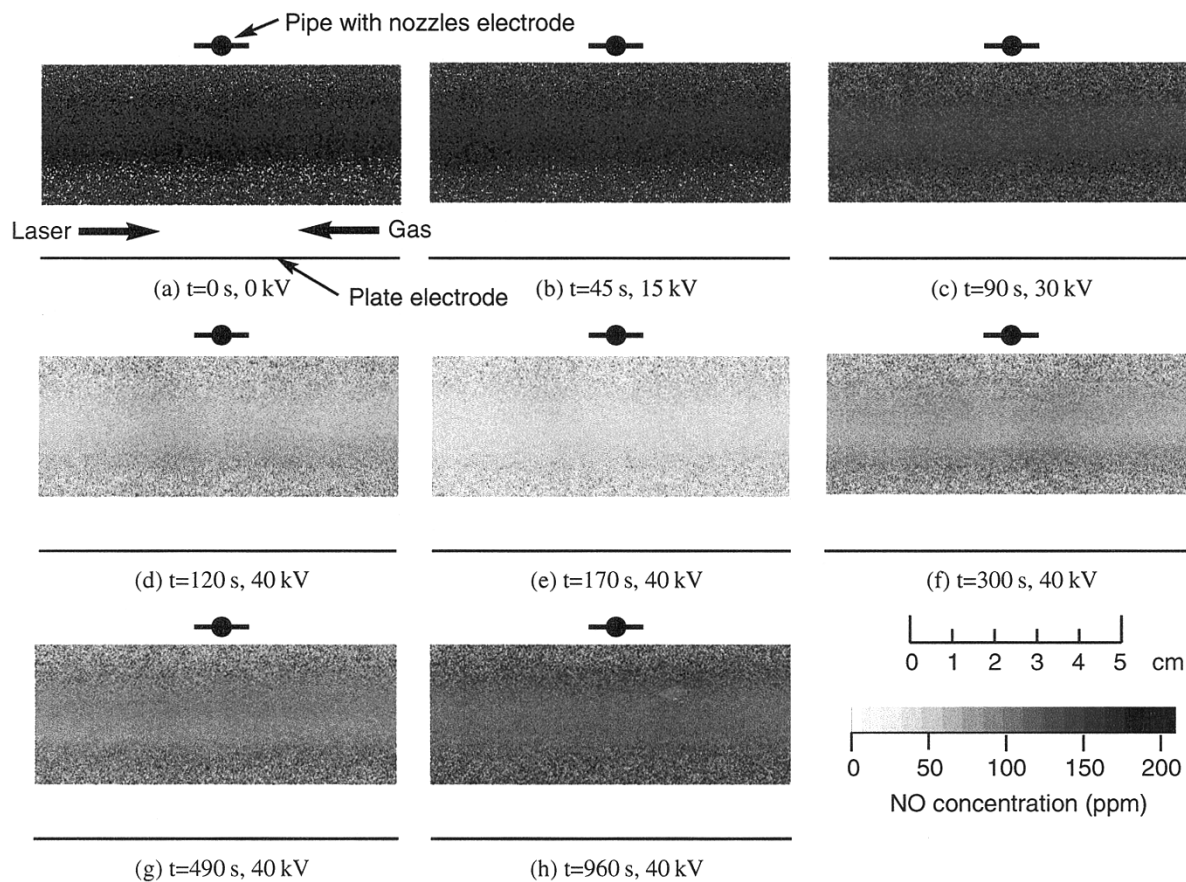 Pipe with nozzles electrode
Laser
Gas
(a) t=0 s, 0 kV
Plate electrode
(b) t=45 s, 15 kV
(c) t=90 s, 30 kV
(d) t=120 s, 40 kV
(e) t=170 s, 40 kV
(f) t=300 s, 40 kV
0 1 2 3 4 5 cm
0 50 100 150 200
NO concentration (ppm)
(g) t=490 s, 40 kV
(h) t=960 s, 40 kV